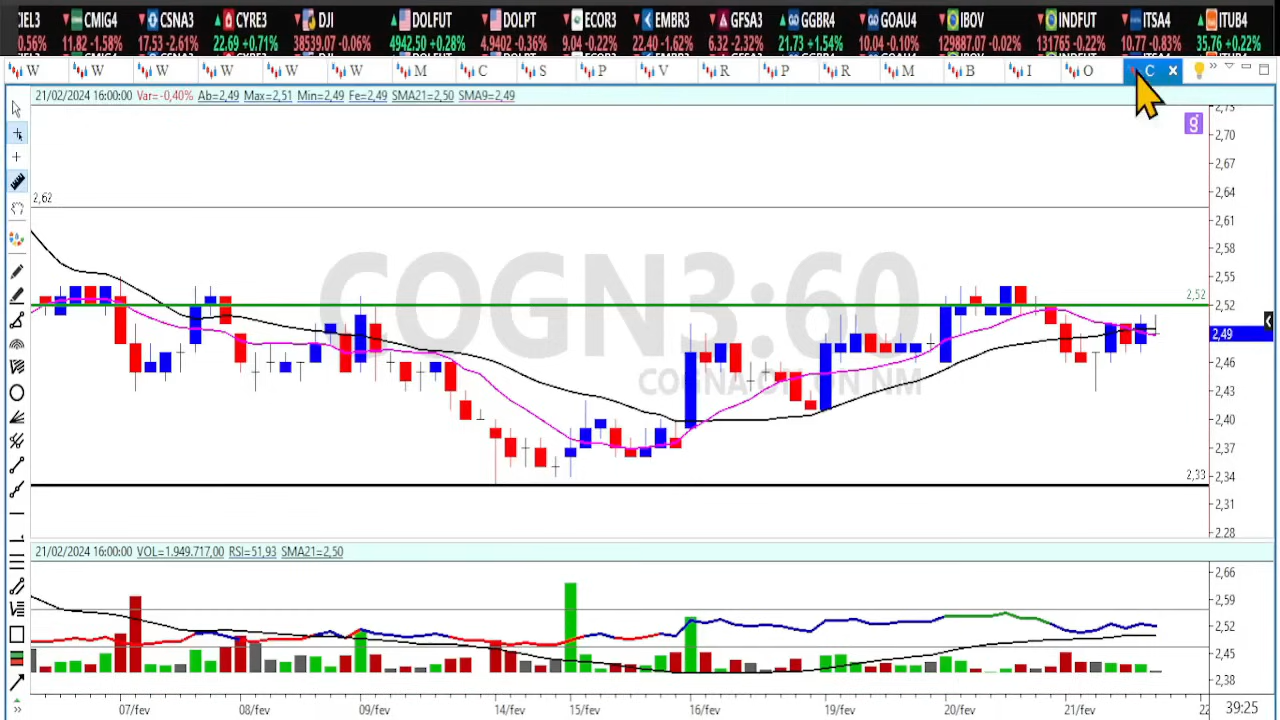 ZIEL3 CMIG4 CSNA3 CYRE3 DJI DOLFUT DOLPT ECOR3 EMBR3 GFSA3 GGBR4 GOAU4 IBOV INDFUT ITSA4 ITUB4
0.56% 11.82 -1.58% 17.53 -2.61% 22.69 +0.71% 38539.07 -0.06% 4942.50 +0.28% 4.9402 -0.36% 9.04 -0.22% 22.40 -1.62% 6.32 -2.32% 21.73 +1.54% 10.04 -0.10% 129887.07 -0.02% 131765 -0.22% 10.77 -0.83% 35.76 +0.22%
W W W W W W M C S P V R P R M B I O C
21/02/2024 16:00:00 Var=-0,40% Ab=2,49 Max=2,51 Min=2,49 Fe=2,49 SMA21=2,50 SMA9=2,49
2,73
g
2,70
2,67
2,64
2,62
2,61
2,58
COGN3:60
COGNA ON NM
2,55
2,52
2,52
2,49
2,46
2,43
2,40
2,37
2,34
2,33
2,31
2.28
21/02/2024 16:00:00 VOL=1.949.717,00 RSI=51,93 SMA21=2,50
2,66
2,59
2,52
2,45
2,38
07/fev 08/fev 09/fev 14/fev 15/fev 16/fev 19/fev 20/fev 21/fev 22
39:25